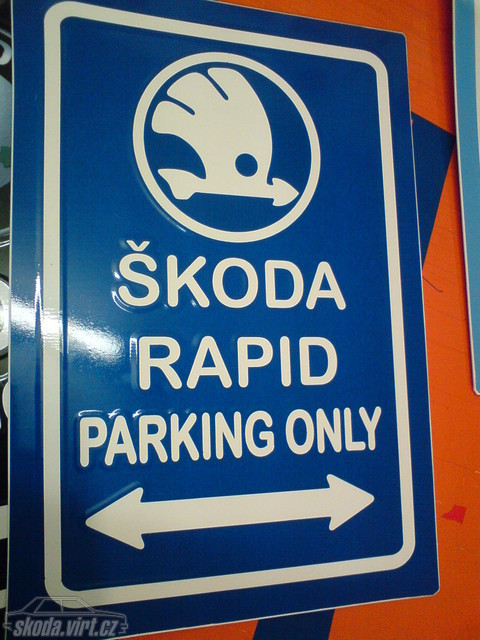 ŠKODA
RAPID
PARKING ONLY
skoda.virt.cz